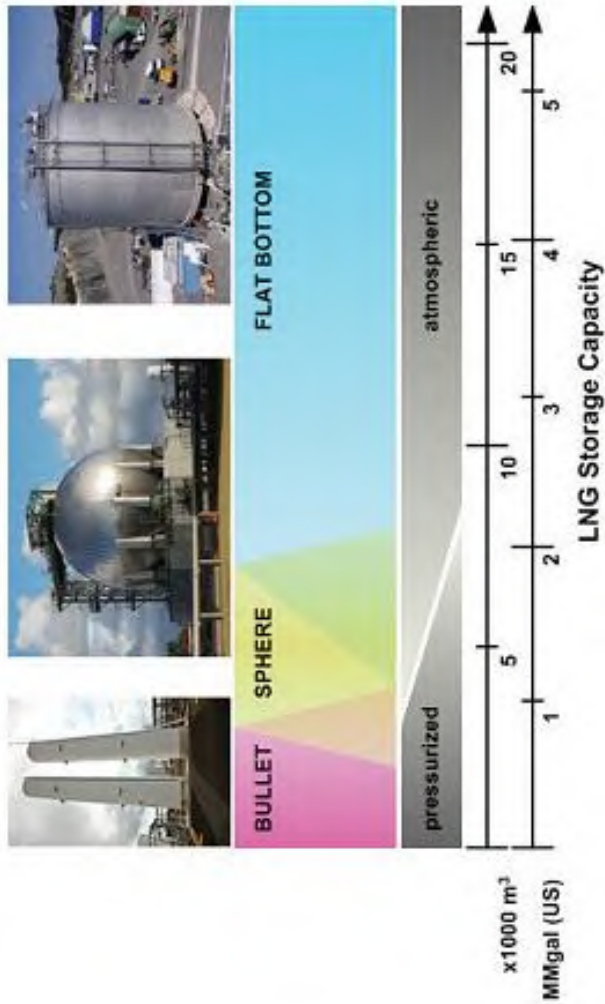 BULLET SPHERE FLAT BOTTOM
pressurized atmospheric
x1000 m³ 5 10 15 20
MMgal (US) 1 2 3 4 5
LNG Storage Capacity